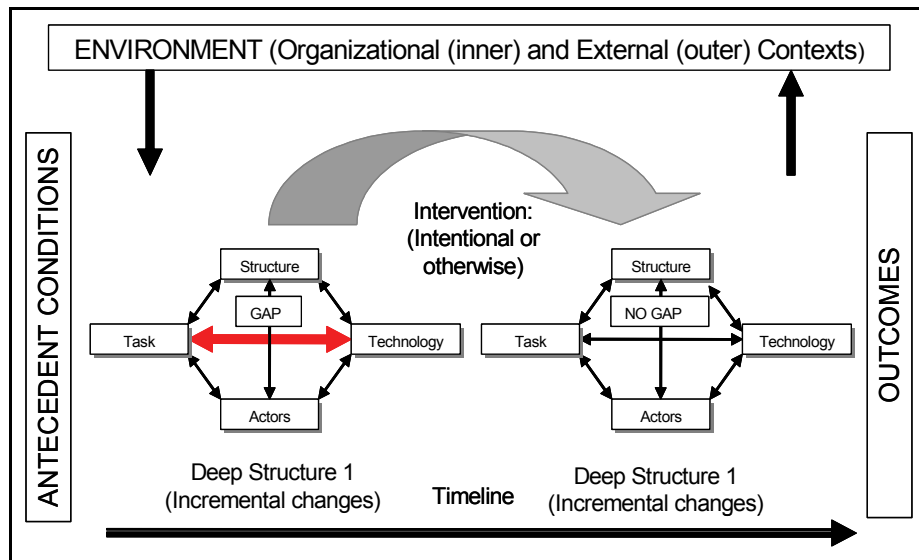 ENVIRONMENT (Organizational (inner) and External (outer) Contexts)
ANTECEDENT CONDITIONS
Intervention:
(Intentional or
otherwise)
Structure
GAP
Task
Technology
Actors
Structure
NO GAP
Task
Technology
Actors
OUTCOMES
Deep Structure 1
(Incremental changes)
Timeline
Deep Structure 1
(Incremental changes)